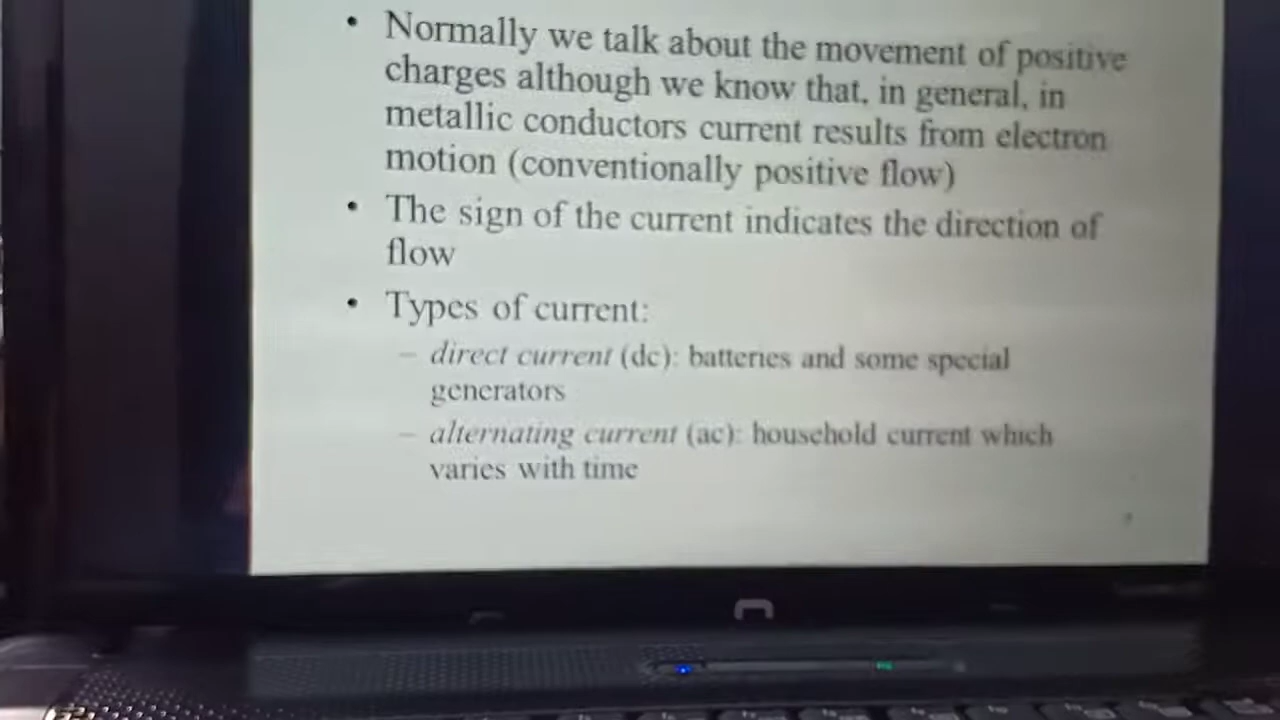 • Normally we talk about the movement of positive
charges although we know that, in general, in
metallic conductors current results from electron
motion (conventionally positive flow)
• The sign of the current indicates the direction of
flow
• Types of current:
– direct current (dc): batteries and some special
generators
– alternating current (ac): household current which
varies with time